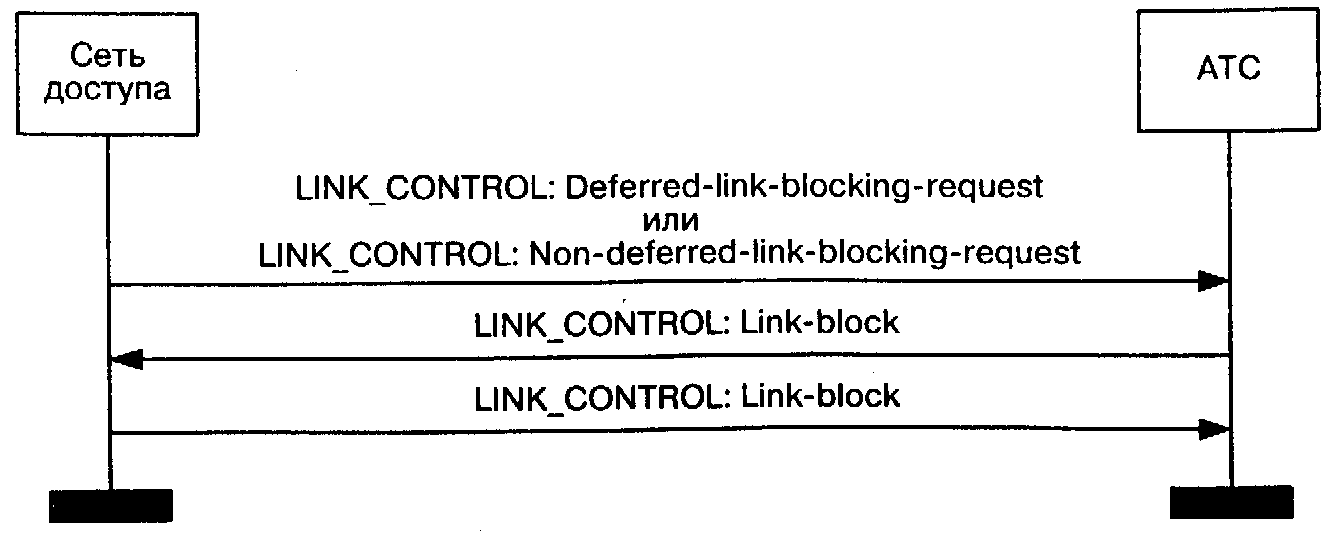 Сеть
доступа
АТС
LINK_CONTROL: Deferred-link-blocking-request
или
LINK_CONTROL: Non-deferred-link-blocking-request
LINK_CONTROL: Link-block
LINK_CONTROL: Link-block